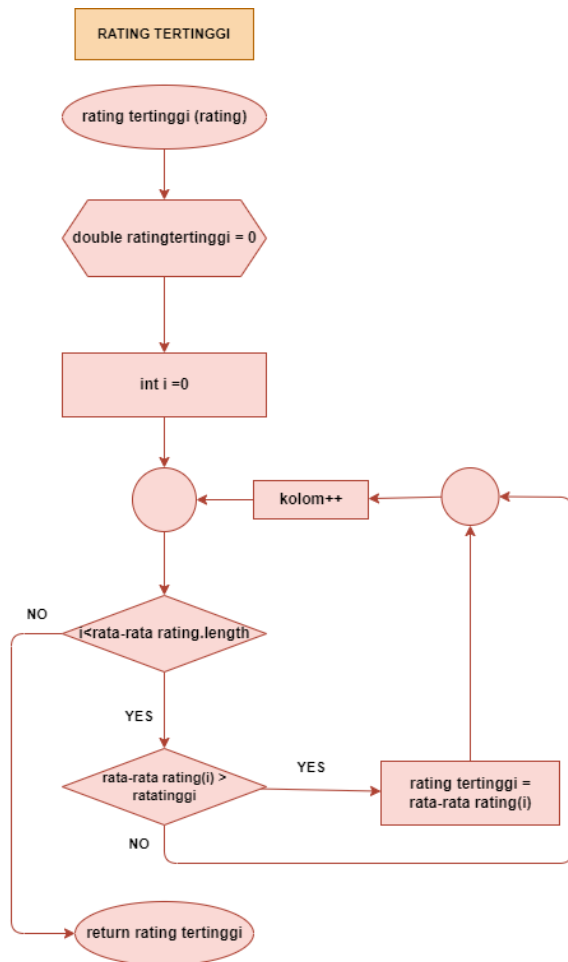 RATING TERTINGGI
rating tertinggi (rating)
double ratingtertinggi = 0
int i =0
kolom++
NO
i<rata-rata rating.length
YES
rata-rata rating(i) >
ratatinggi
YES
rating tertinggi =
rata-rata rating(i)
NO
return rating tertinggi